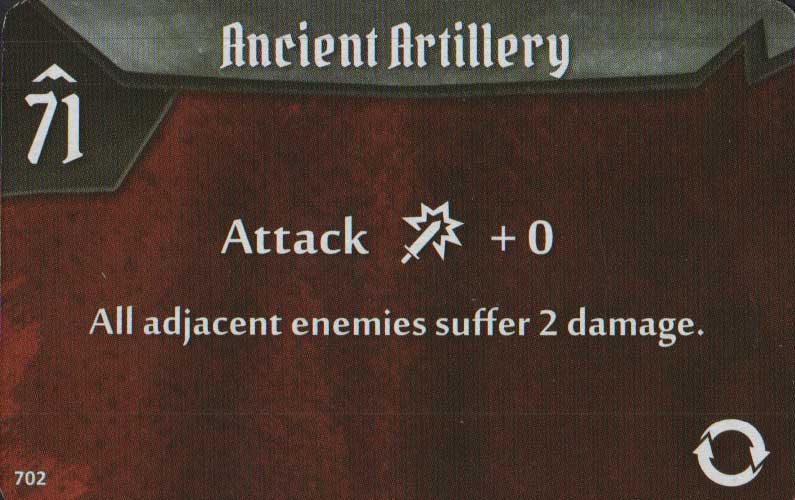 Ancient Artillery
71
Attack + 0
All adjacent enemies suffer 2 damage.
702